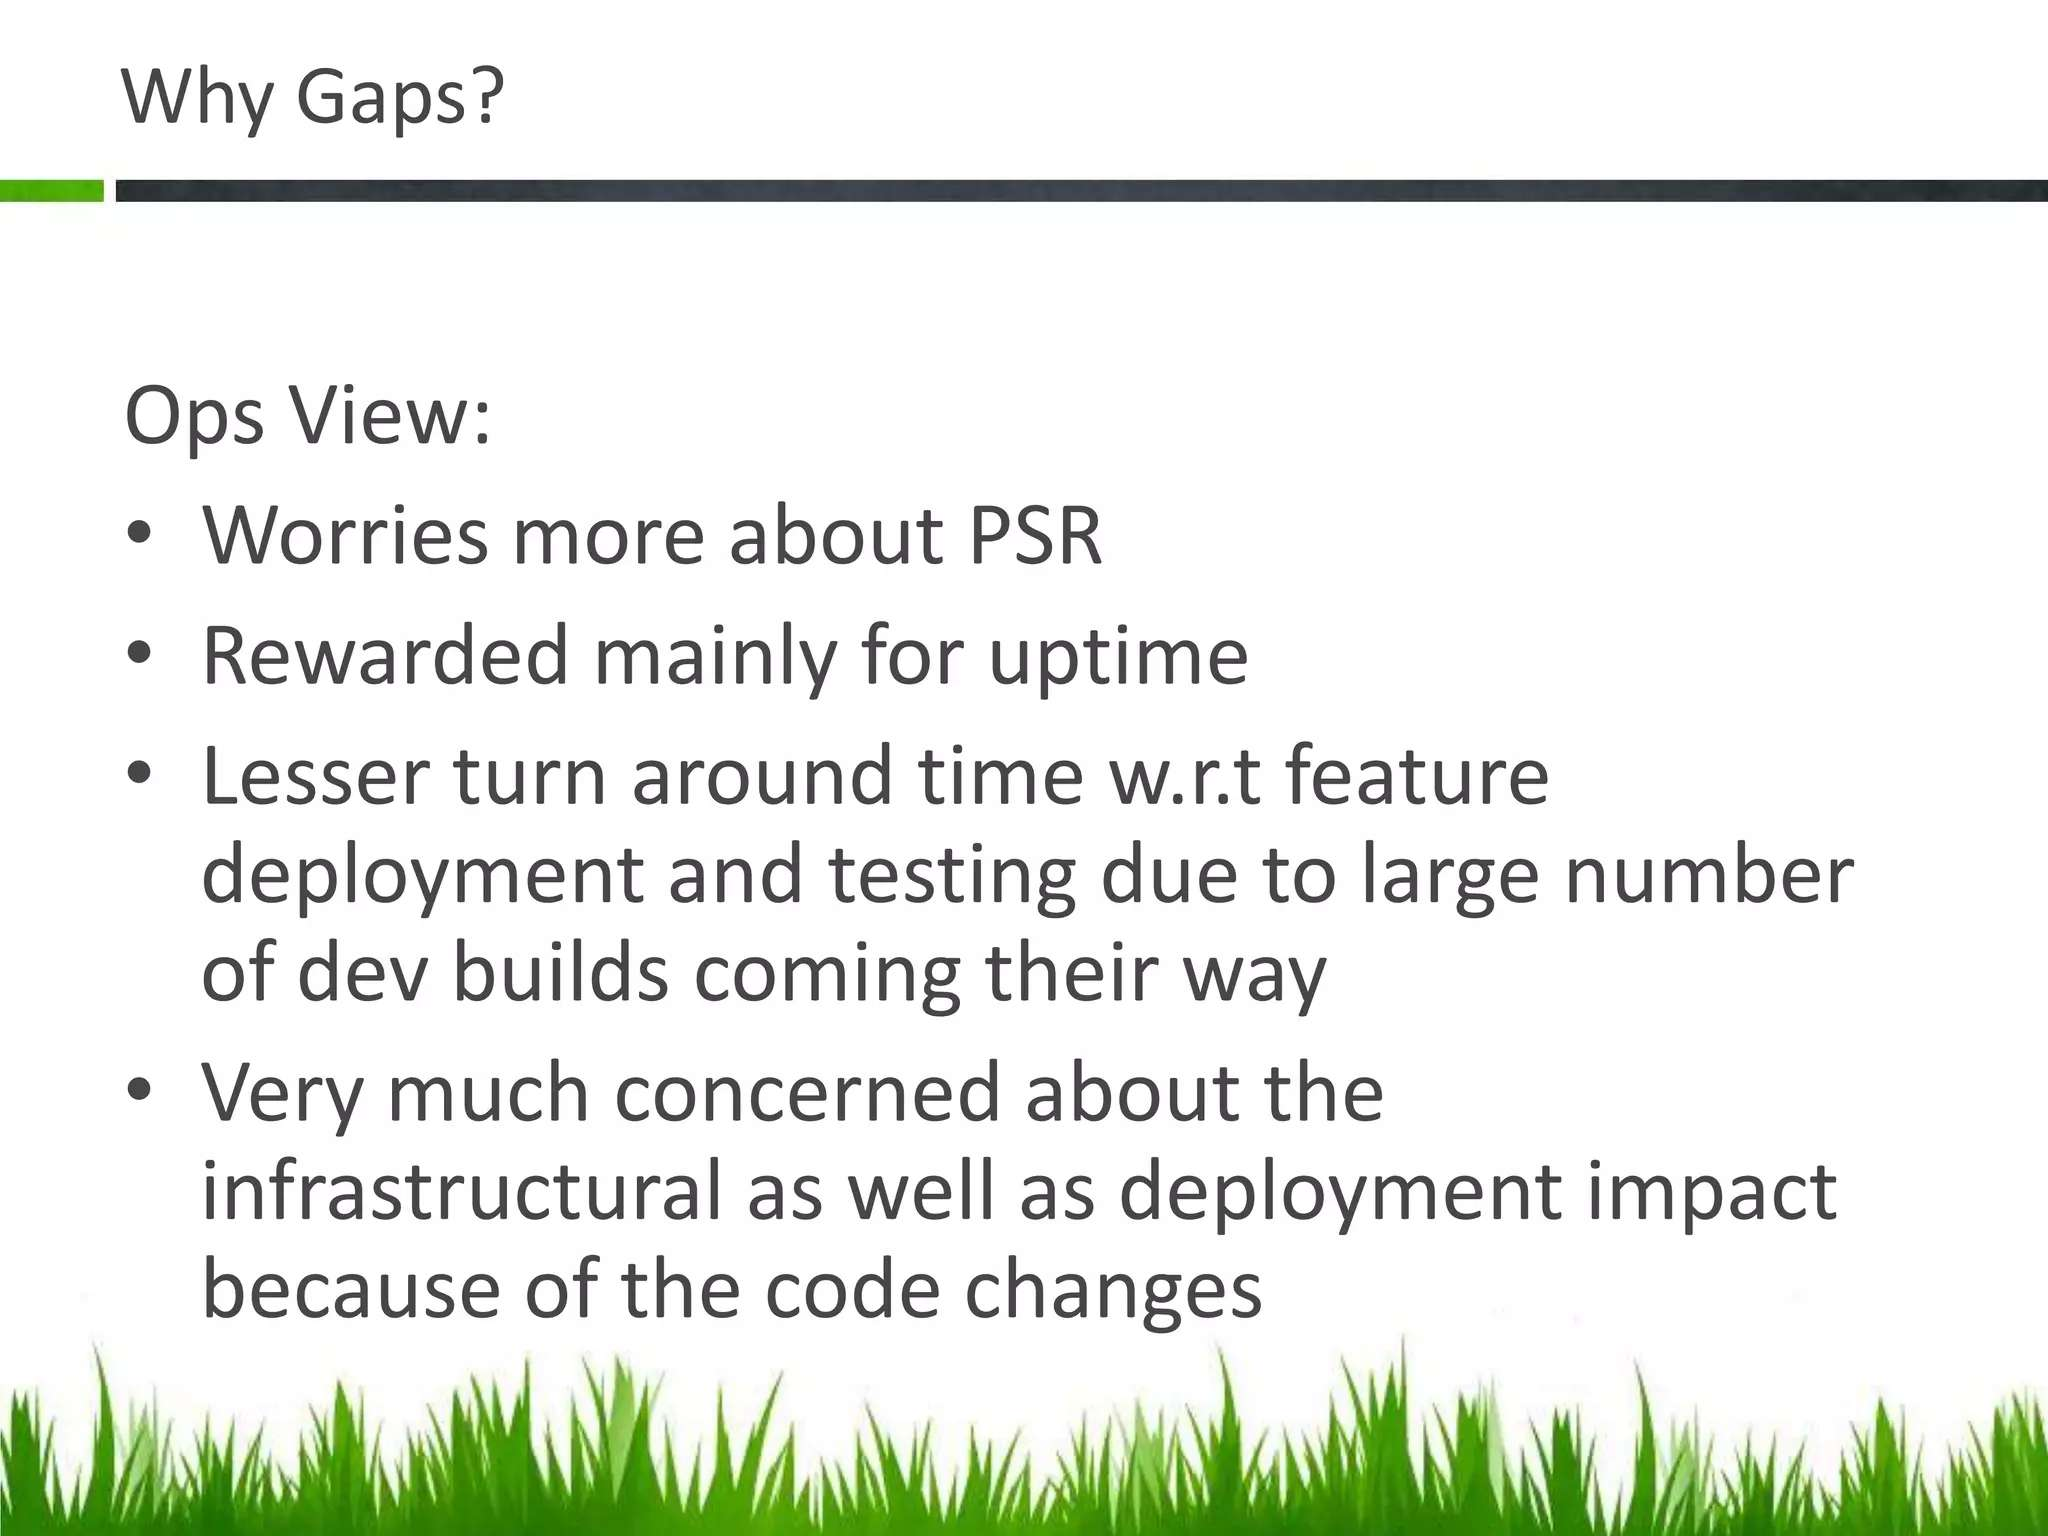 Why Gaps?
Ops View:
• Worries more about PSR
• Rewarded mainly for uptime
• Lesser turn around time w.r.t feature
deployment and testing due to large number
of dev builds coming their way
• Very much concerned about the
infrastructural as well as deployment impact
because of the code changes